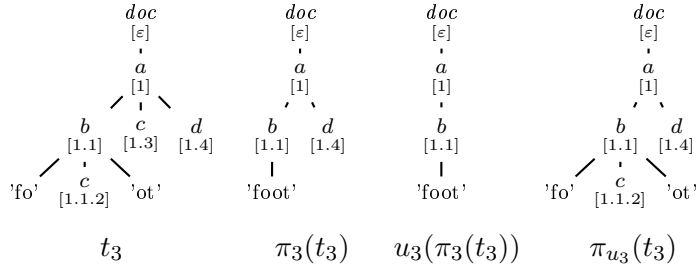 doc doc doc doc
[ε] [ε] [ε] [ε]
a a a a
[1] [1] [1] [1]
b c d b d b b d
[1.1] [1.3] [1.4] [1.1] [1.4] [1.1] [1.1] [1.4]
'fo' c 'ot' 'foot' 'foot' 'fo' c 'ot'
[1.1.2] [1.1.2]
t₃ π₃(t₃) u₃(π₃(t₃)) π_{u₃}(t₃)